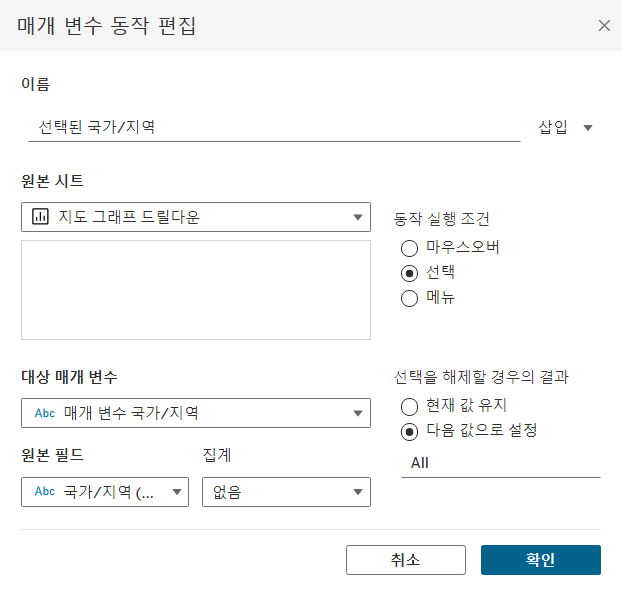 매개 변수 동작 편집
이름
선택된 국가/지역
삽입
원본 시트
지도 그래프 드릴다운
동작 실행 조건
마우스오버
선택
메뉴
대상 매개 변수
Abc 매개 변수 국가/지역
선택을 해제할 경우의 결과
현재 값 유지
다음 값으로 설정
All
원본 필드
집계
Abc 국가/지역 (...
없음
취소
확인